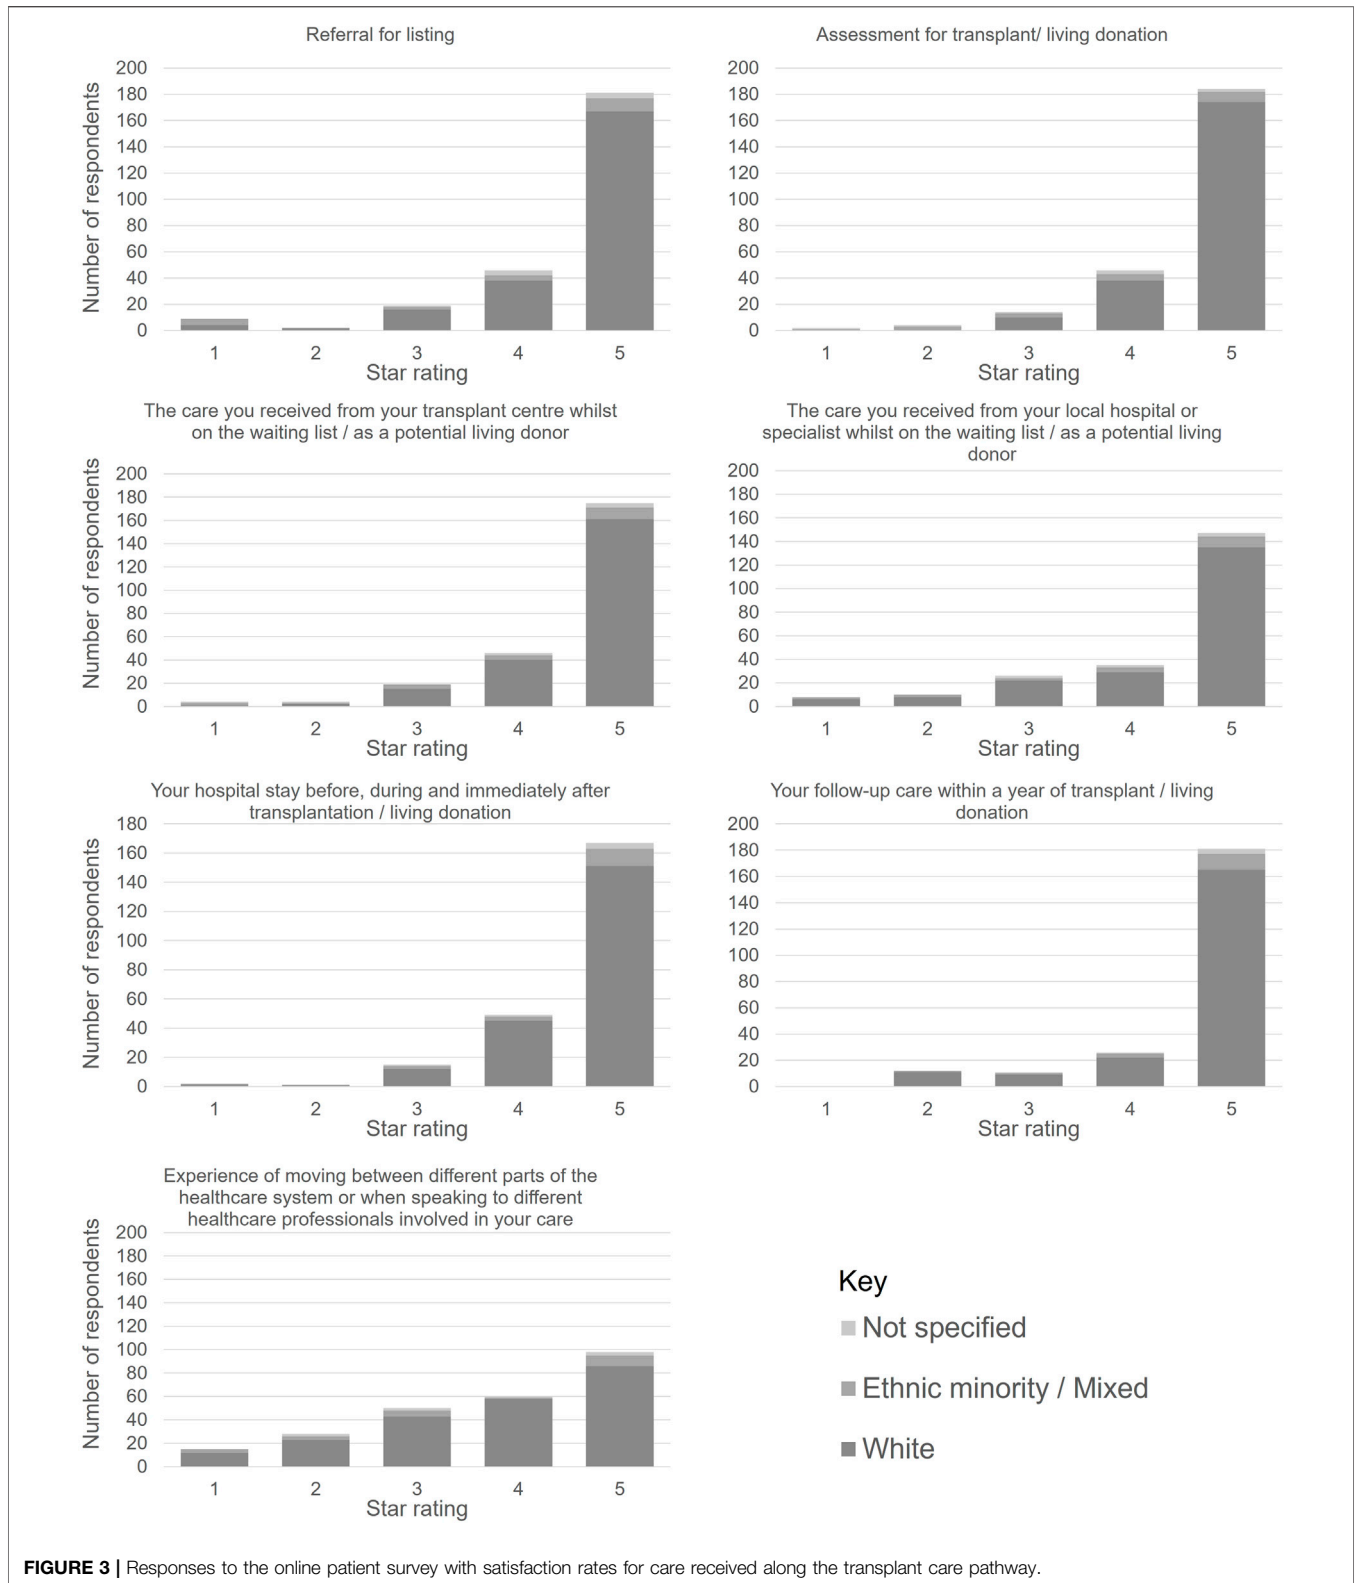 Referral for listing
Number of respondents
200
180
160
140
120
100
80
60
40
20
0
1 2 3 4 5
Star rating
Assessment for transplant/ living donation
200
180
160
140
120
100
80
60
40
20
0
1 2 3 4 5
Star rating
The care you received from your transplant centre whilst
on the waiting list / as a potential living donor
Number of respondents
200
180
160
140
120
100
80
60
40
20
0
1 2 3 4 5
Star rating
The care you received from your local hospital or
specialist whilst on the waiting list / as a potential living
donor
200
180
160
140
120
100
80
60
40
20
0
1 2 3 4 5
Star rating
Your hospital stay before, during and immediately after
transplantation / living donation
Number of respondents
180
160
140
120
100
80
60
40
20
0
1 2 3 4 5
Star rating
Your follow-up care within a year of transplant / living
donation
200
180
160
140
120
100
80
60
40
20
0
1 2 3 4 5
Star rating
Experience of moving between different parts of the
healthcare system or when speaking to different
healthcare professionals involved in your care
Number of respondents
200
180
160
140
120
100
80
60
40
20
0
1 2 3 4 5
Star rating
Key
Not specified
Ethnic minority / Mixed
White
FIGURE 3 | Responses to the online patient survey with satisfaction rates for care received along the transplant care pathway.